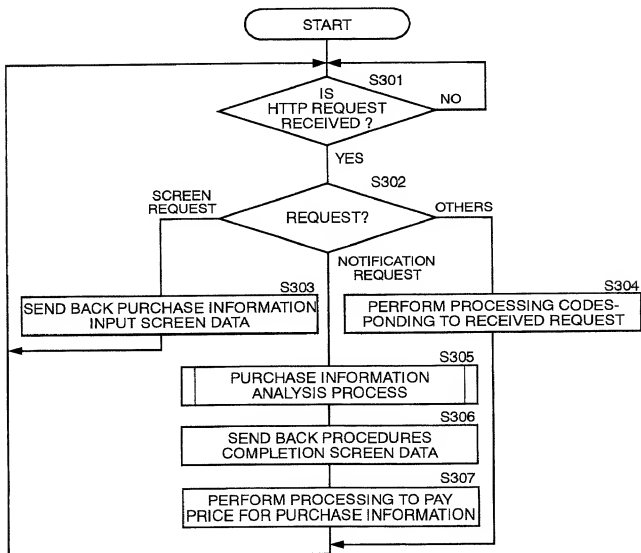 START
S301
IS
HTTP REQUEST
RECEIVED ?
NO
YES
S302
SCREEN
REQUEST
REQUEST?
OTHERS
NOTIFICATION
REQUEST
S303
SEND BACK PURCHASE INFORMATION
INPUT SCREEN DATA
S304
PERFORM PROCESSING CODES-
PONDING TO RECEIVED REQUEST
S305
PURCHASE INFORMATION
ANALYSIS PROCESS
S306
SEND BACK PROCEDURES
COMPLETION SCREEN DATA
S307
PERFORM PROCESSING TO PAY
PRICE FOR PURCHASE INFORMATION